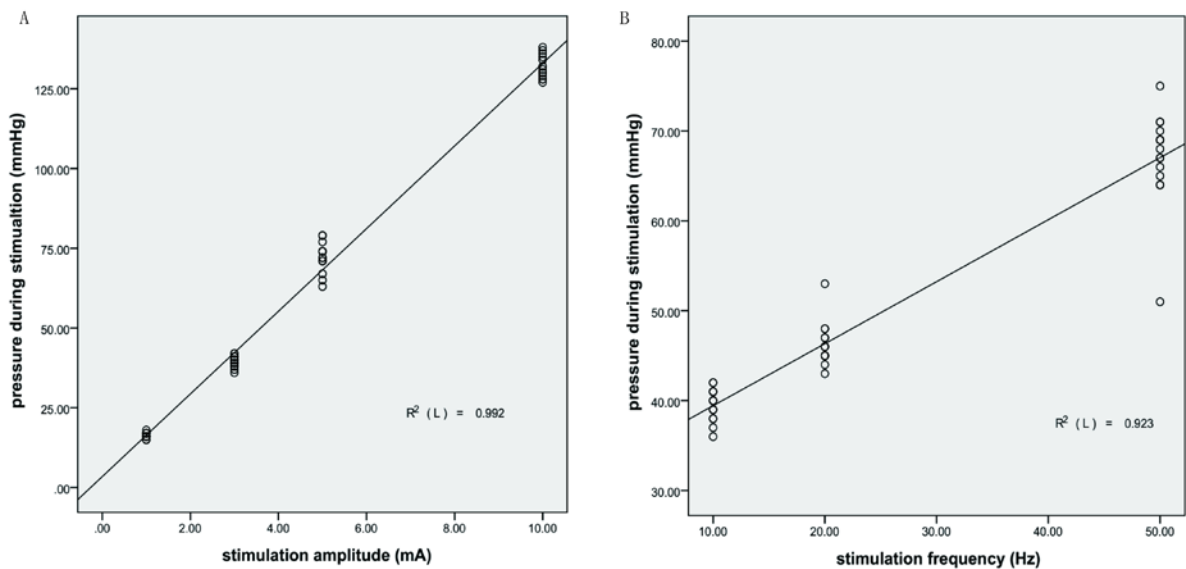 A
pressure during stimualtion (mmHg)
125.00
100.00
75.00
50.00
25.00
.00
R² ( L ) = 0.992
.00 2.00 4.00 6.00 8.00 10.00
stimulation amplitude (mA)
B
pressure during stimulation (mmHg)
80.00
70.00
60.00
50.00
40.00
30.00
R² ( L ) = 0.923
10.00 20.00 30.00 40.00 50.00
stimulation frequency (Hz)